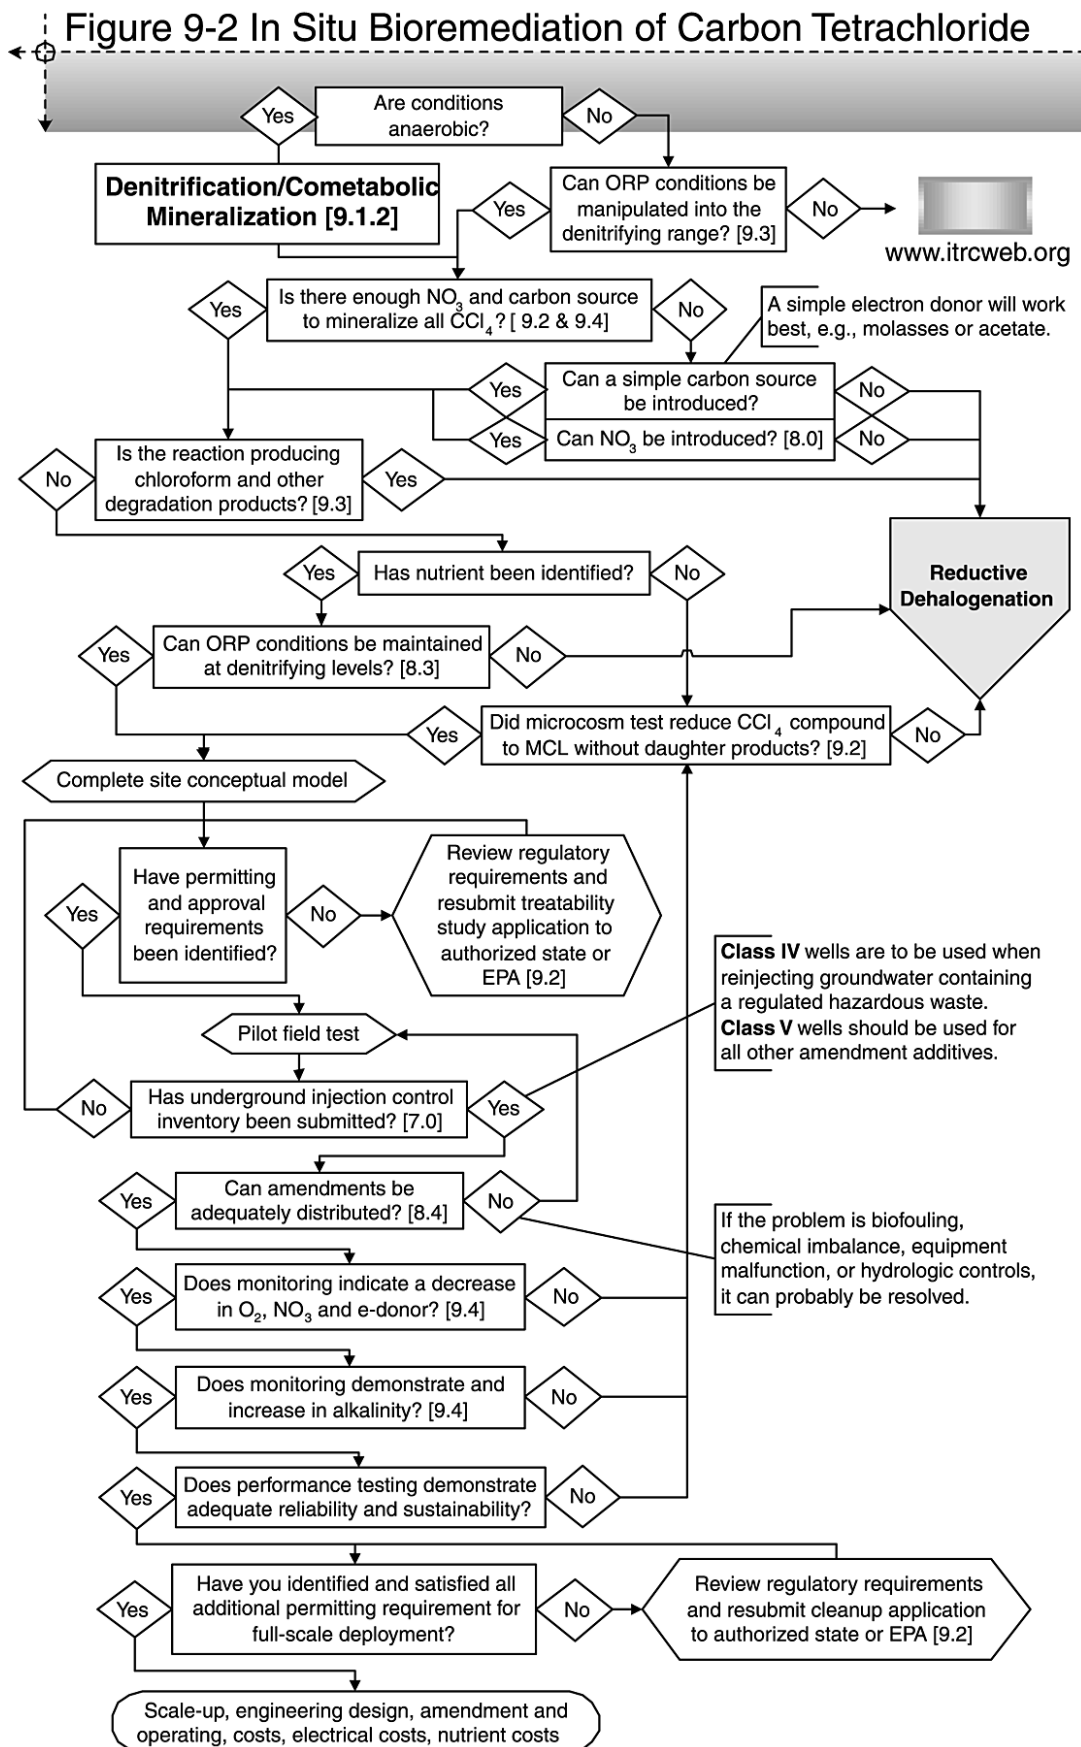 Figure 9-2 In Situ Bioremediation of Carbon Tetrachloride
Yes
Are conditions
anaerobic?
No
Denitrification/Cometabolic
Mineralization [9.1.2]
Yes
Can ORP conditions be
manipulated into the
denitrifying range? [9.3]
No
www.itrcweb.org
Yes
Is there enough NO3 and carbon source
to mineralize all CCl4? [ 9.2 & 9.4]
No
A simple electron donor will work
best, e.g., molasses or acetate.
Yes
Can a simple carbon source
be introduced?
No
Yes
Can NO3 be introduced? [8.0]
No
No
Is the reaction producing
chloroform and other
degradation products? [9.3]
Yes
Reductive
Dehalogenation
Yes
Has nutrient been identified?
No
Yes
Can ORP conditions be maintained
at denitrifying levels? [8.3]
No
Yes
Did microcosm test reduce CCl4 compound
to MCL without daughter products? [9.2]
No
Complete site conceptual model
Yes
Have permitting
and approval
requirements
been identified?
No
Review regulatory
requirements and
resubmit treatability
study application to
authorized state or
EPA [9.2]
Class IV wells are to be used when
reinjecting groundwater containing
a regulated hazardous waste.
Class V wells should be used for
all other amendment additives.
Pilot field test
No
Has underground injection control
inventory been submitted? [7.0]
Yes
Yes
Can amendments be
adequately distributed? [8.4]
No
If the problem is biofouling,
chemical imbalance, equipment
malfunction, or hydrologic controls,
it can probably be resolved.
Yes
Does monitoring indicate a decrease
in O2, NO3 and e-donor? [9.4]
No
Yes
Does monitoring demonstrate and
increase in alkalinity? [9.4]
No
Yes
Does performance testing demonstrate
adequate reliability and sustainability?
No
Yes
Have you identified and satisfied all
additional permitting requirement for
full-scale deployment?
No
Review regulatory requirements
and resubmit cleanup application
to authorized state or EPA [9.2]
Scale-up, engineering design, amendment and
operating, costs, electrical costs, nutrient costs